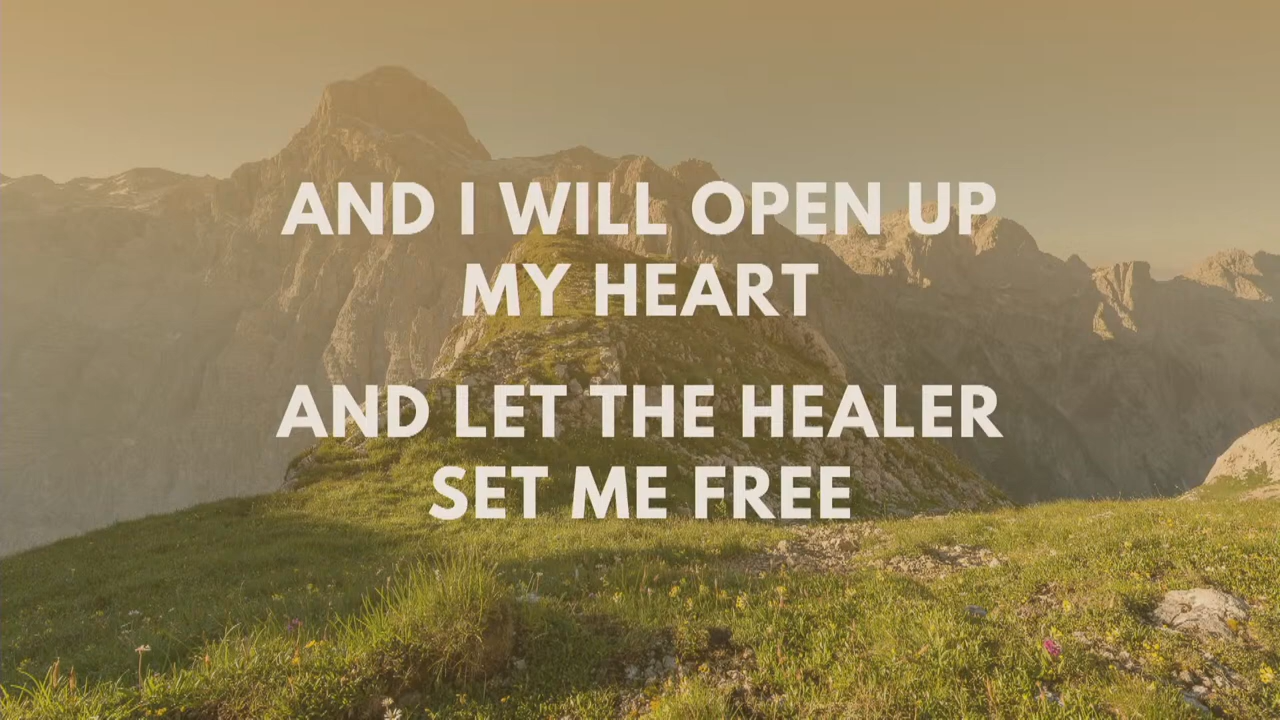 AND I WILL OPEN UP
MY HEART
AND LET THE HEALER
SET ME FREE